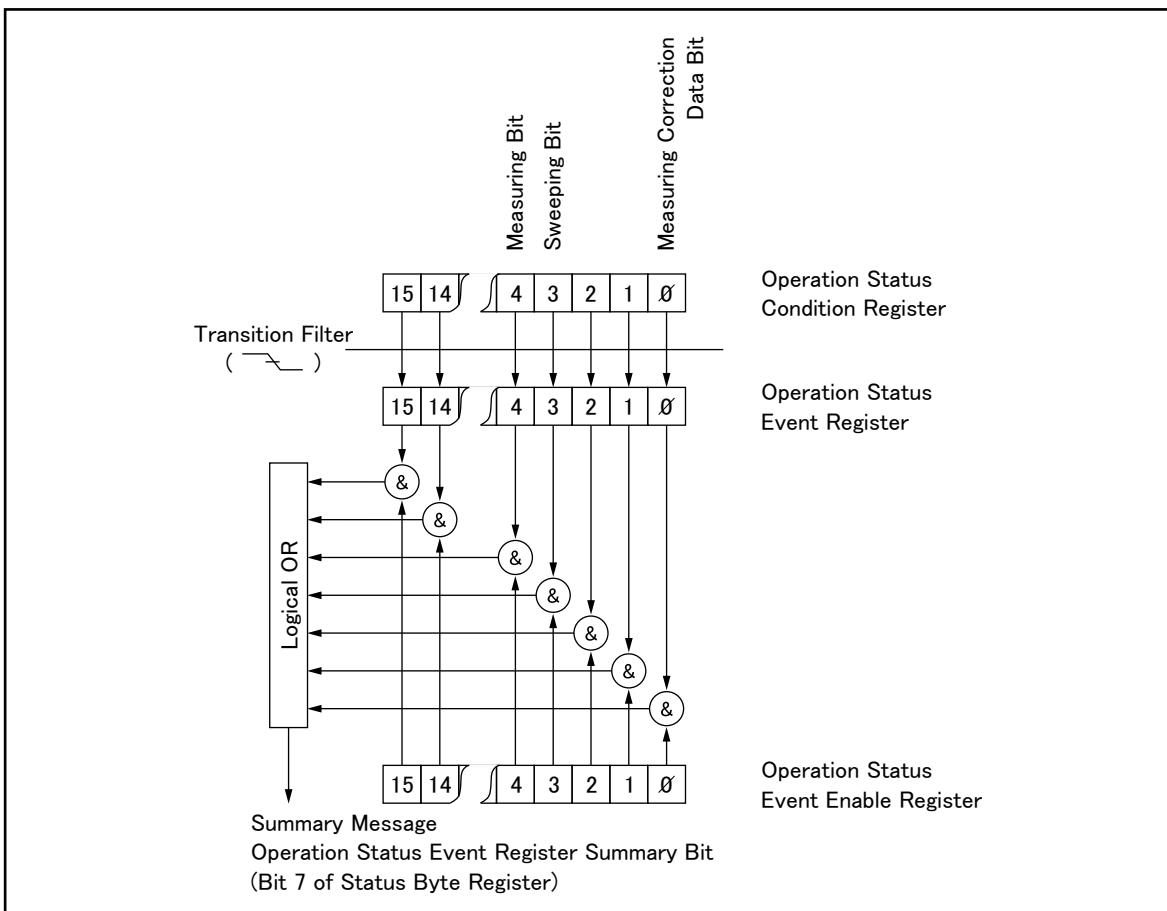 Measuring Bit
Sweeping Bit
Measuring Correction
Data Bit
15 14 4 3 2 1 0
Operation Status
Condition Register
Transition Filter
( )
15 14 4 3 2 1 0
Operation Status
Event Register
&
&
&
&
&
&
&
Logical OR
15 14 4 3 2 1 0
Operation Status
Event Enable Register
Summary Message
Operation Status Event Register Summary Bit
(Bit 7 of Status Byte Register)